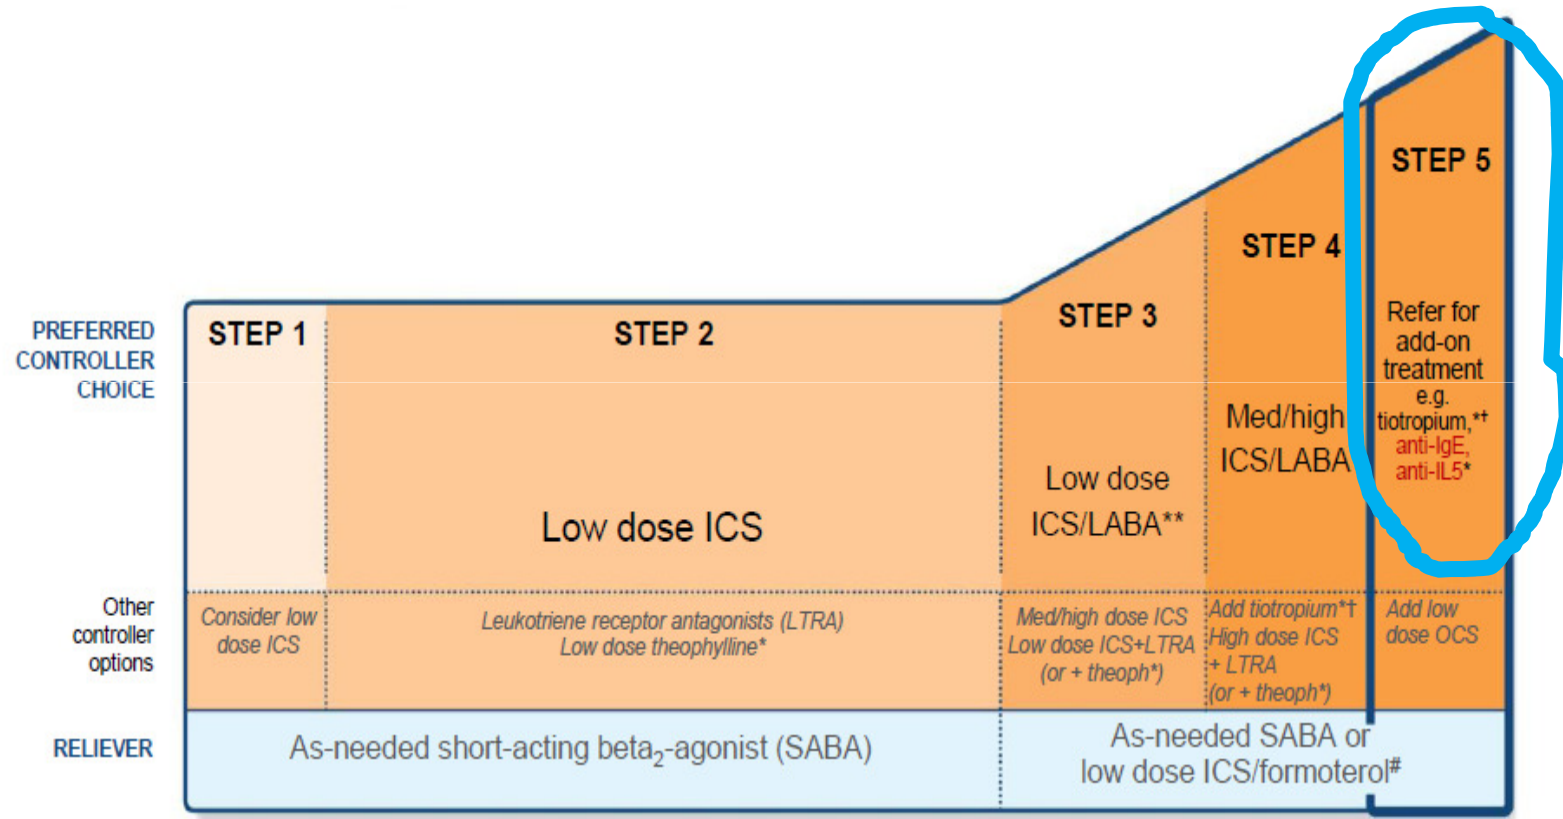 PREFERRED
CONTROLLER
CHOICE
STEP 1
STEP 2
Low dose ICS
STEP 3
Low dose
ICS/LABA**
STEP 4
Med/high
ICS/LABA
STEP 5
Refer for
add-on
treatment
e.g.
tiotropium,*†
anti-IgE,
anti-IL5*
Other
controller
options
Consider low
dose ICS
Leukotriene receptor antagonists (LTRA)
Low dose theophylline*
Med/high dose ICS
Low dose ICS+LTRA
(or + theoph*)
Add tiotropium*†
High dose ICS
+ LTRA
(or + theoph*)
Add low
dose OCS
RELIEVER
As-needed short-acting beta₂-agonist (SABA)
As-needed SABA or
low dose ICS/formoterol#